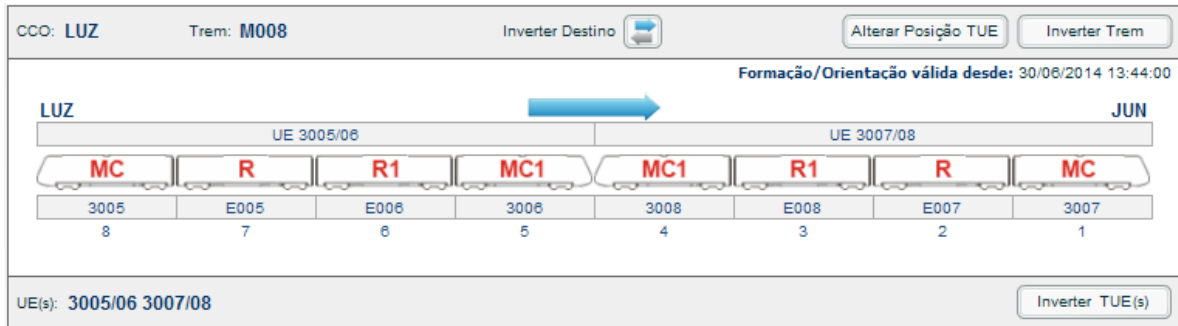 CCO: LUZ Trem: M008 Inverter Destino Alterar Posição TUE Inverter Trem
Formação/Orientação válida desde: 30/06/2014 13:44:00
LUZ JUN
UE 3005/06 UE 3007/08
MC R R1 MC1 MC1 R1 R MC
3005 E005 E006 3006 3008 E008 E007 3007
8 7 6 5 4 3 2 1
UE(s): 3005/06 3007/08 Inverter TUE(s)